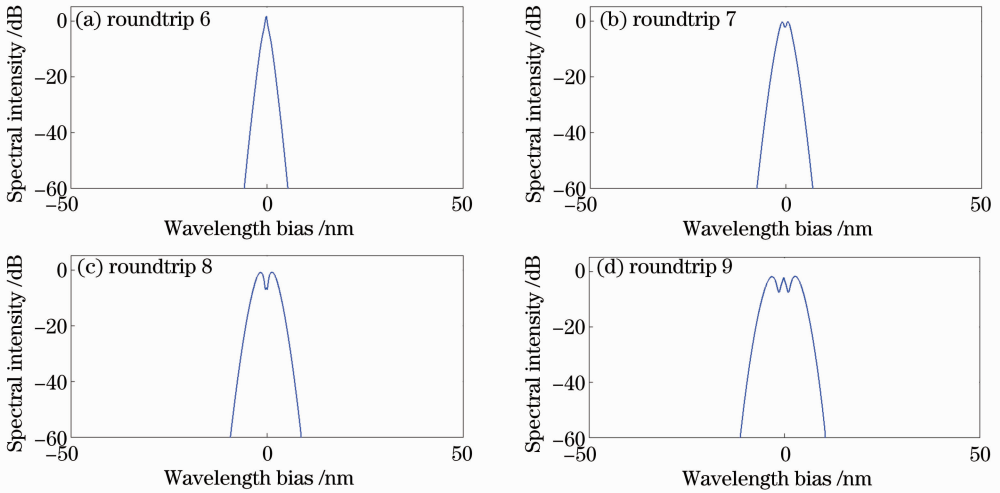 (a) roundtrip 6
Spectral intensity /dB
0
−20
−40
−60
−50
0
50
Wavelength bias /nm
(b) roundtrip 7
Spectral intensity /dB
0
−20
−40
−60
−50
0
50
Wavelength bias /nm
(c) roundtrip 8
Spectral intensity /dB
0
−20
−40
−60
−50
0
50
Wavelength bias /nm
(d) roundtrip 9
Spectral intensity /dB
0
−20
−40
−60
−50
0
50
Wavelength bias /nm